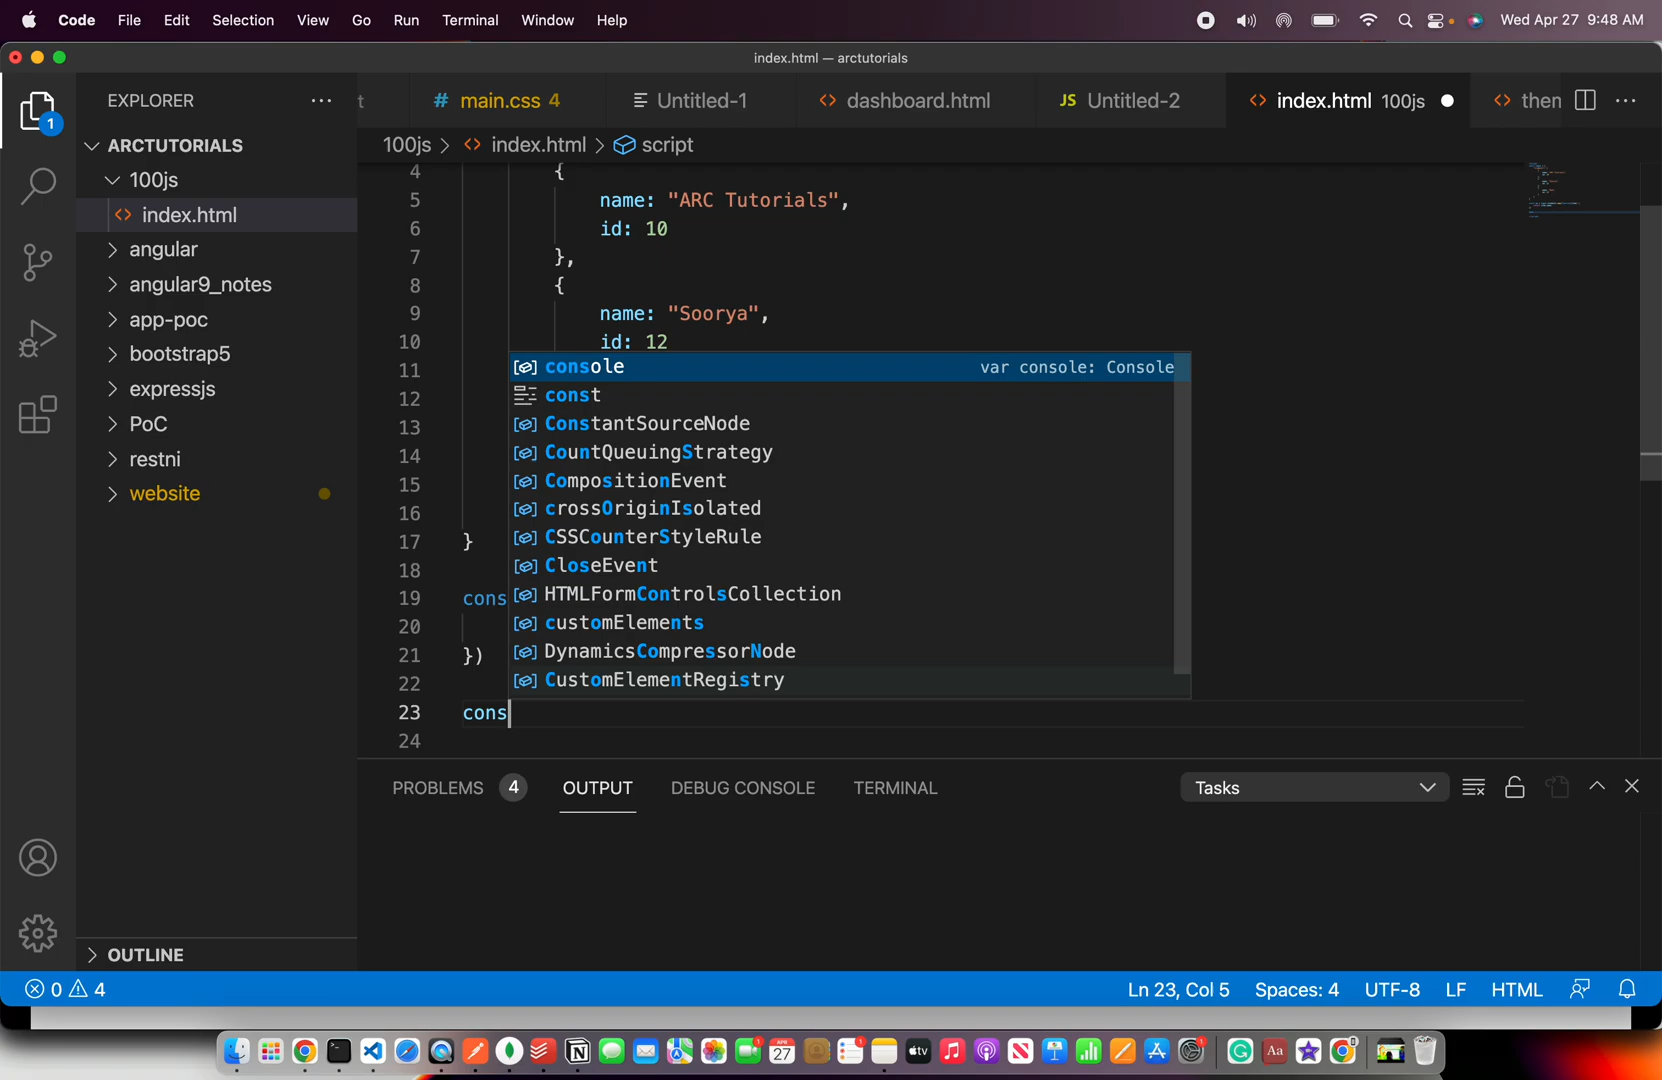 Code File Edit Selection View Go Run Terminal Window Help Wed Apr 27 9:48 AM
index.html — arctutorials
EXPLORER ···
t # main.css 4 Untitled-1 <> dashboard.html JS Untitled-2 <> index.html 100js ● <> then
ARCTUTORIALS
100js > <> index.html > script
100js
<> index.html
angular
angular9_notes
app-poc
bootstrap5
expressjs
PoC
restni
website
OUTLINE
1
4 {
5 name: "ARC Tutorials",
6 id: 10
7 },
8 {
9 name: "Soorya",
10 id: 12
11
12
13
14
15
16
17 }
18
19 cons
20
21 })
22
23 cons
24
console var console: Console
const
ConstantSourceNode
CountQueuingStrategy
CompositionEvent
crossOriginIsolated
CSSCounterStyleRule
CloseEvent
HTMLFormControlsCollection
customElements
DynamicsCompressorNode
CustomElementRegistry
PROBLEMS 4 OUTPUT DEBUG CONSOLE TERMINAL Tasks
0 4 Ln 23, Col 5 Spaces: 4 UTF-8 LF HTML
27 tv Aa